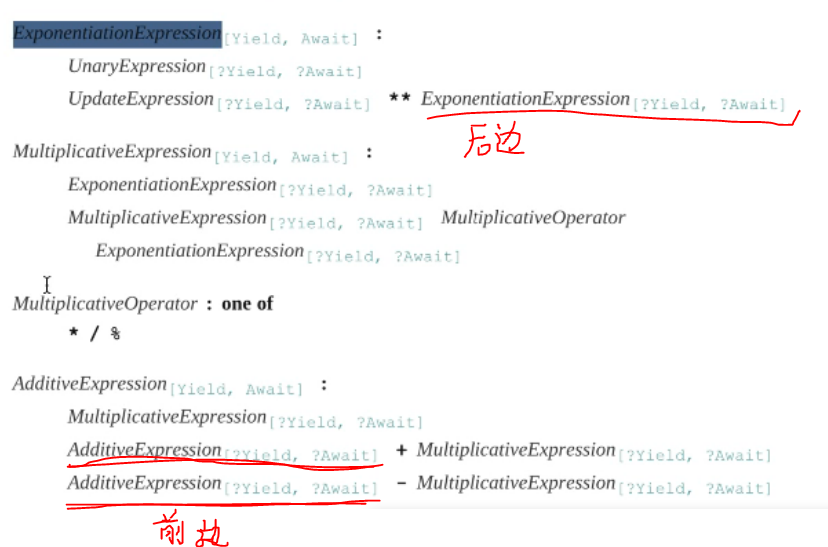 ExponentiationExpression[Yield, Await] :
UnaryExpression[?Yield, ?Await]
UpdateExpression[?Yield, ?Await] ** ExponentiationExpression[?Yield, ?Await]
后边
MultiplicativeExpression[Yield, Await] :
ExponentiationExpression[?Yield, ?Await]
MultiplicativeExpression[?Yield, ?Await] MultiplicativeOperator
ExponentiationExpression[?Yield, ?Await]
MultiplicativeOperator : one of
* / %
AdditiveExpression[Yield, Await] :
MultiplicativeExpression[?Yield, ?Await]
AdditiveExpression[?Yield, ?Await] + MultiplicativeExpression[?Yield, ?Await]
AdditiveExpression[?Yield, ?Await] - MultiplicativeExpression[?Yield, ?Await]
前边